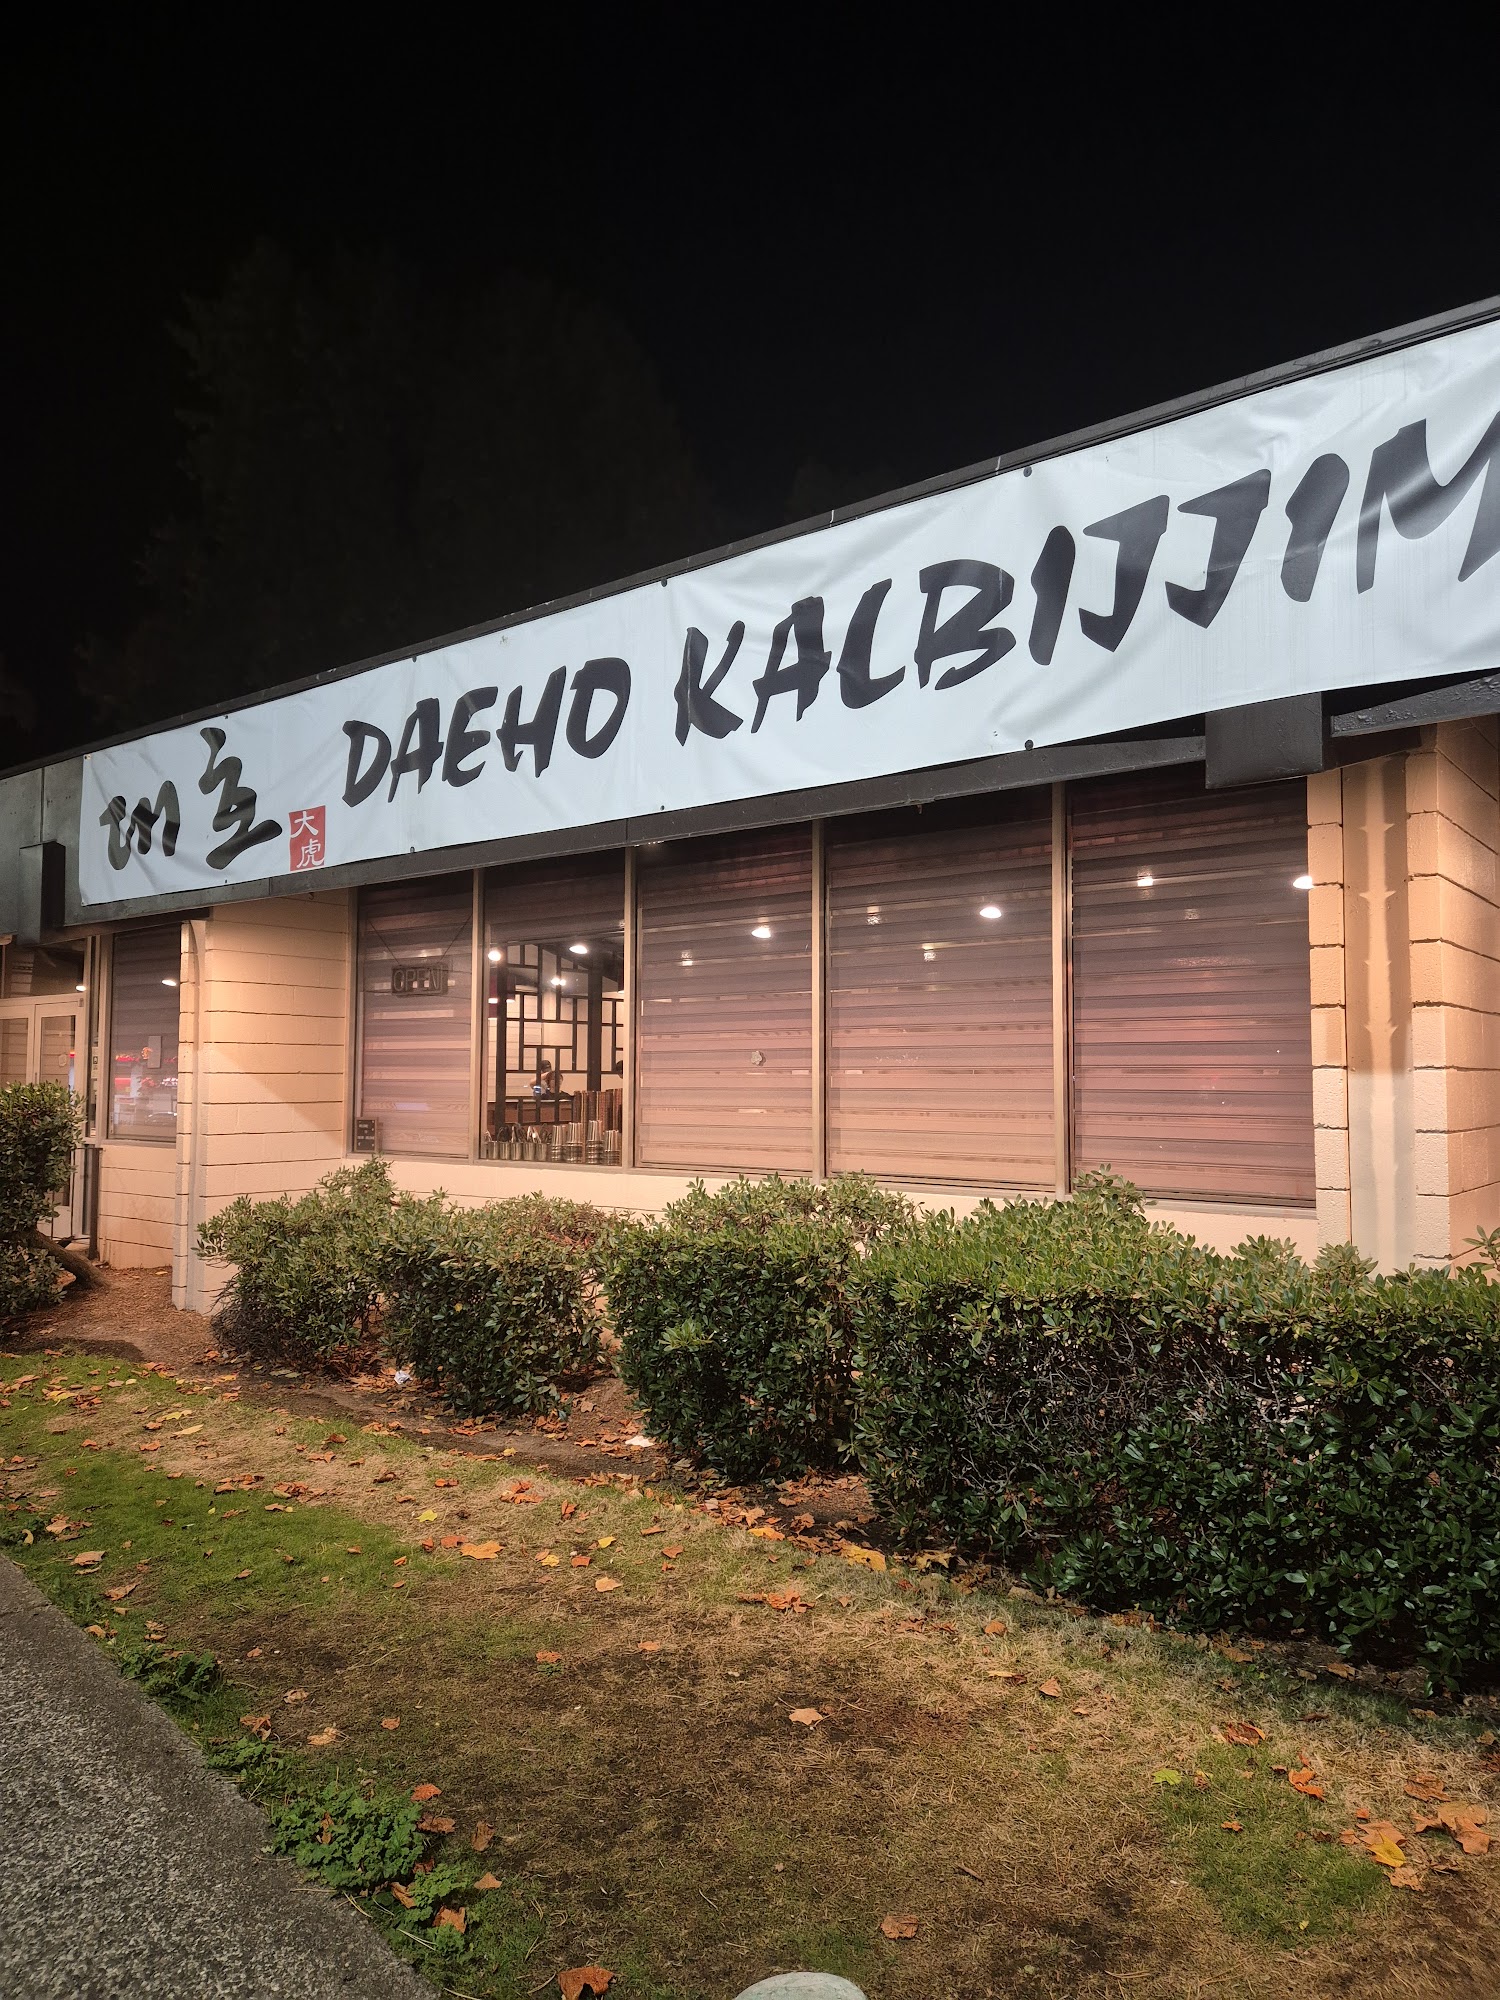 대호
大虎
DAEHO KALBIJJIM
OPEN